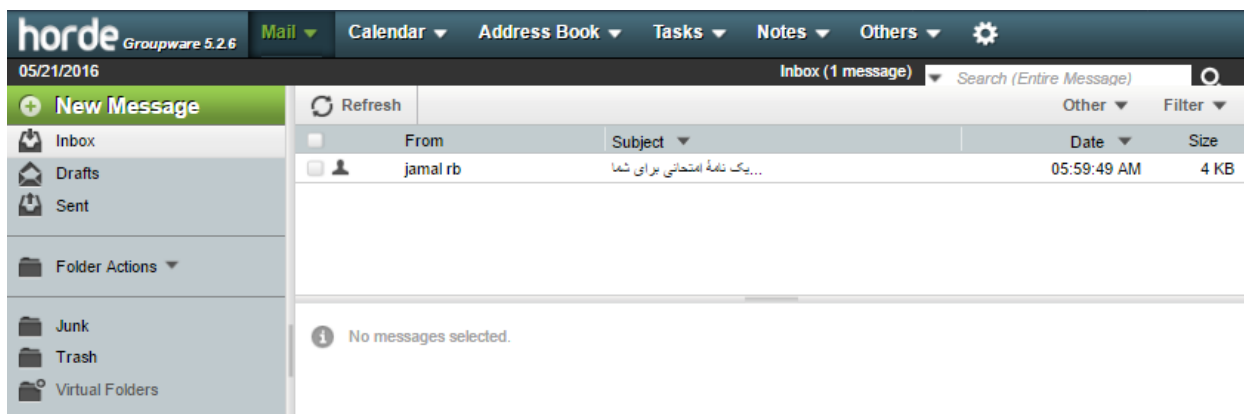 horde Groupware 5.2.6 Mail Calendar Address Book Tasks Notes Others
05/21/2016 Inbox (1 message) Search (Entire Message)
New Message Refresh Other Filter
Inbox From Subject Date Size
jamal rb یک نامهٔ امتحانی برای شما... 05:59:49 AM 4 KB
Drafts
Sent
Folder Actions
Junk
No messages selected.
Trash
Virtual Folders